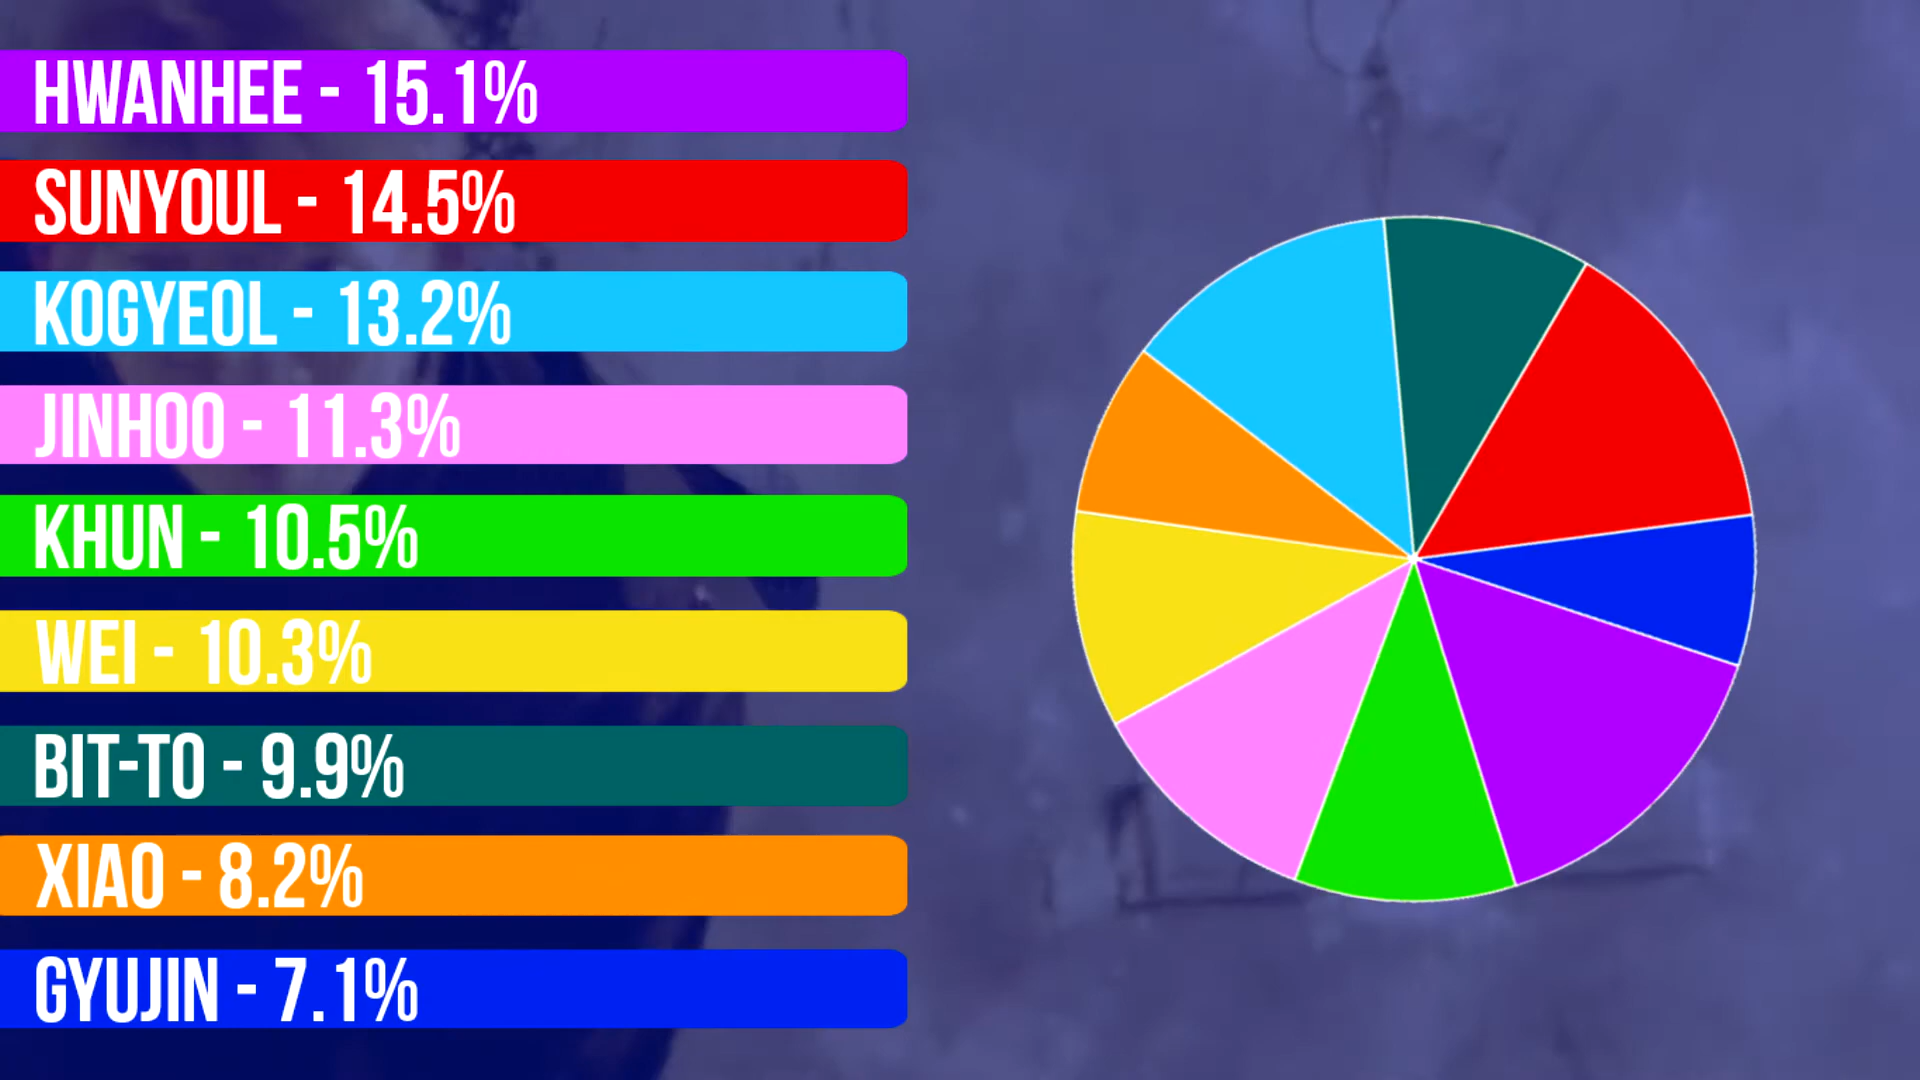 HWANHEE - 15.1%
SUNYOUL - 14.5%
KOGYEOL - 13.2%
JINHOO - 11.3%
KHUN - 10.5%
WEI - 10.3%
BIT-TO - 9.9%
XIAO - 8.2%
GYUJIN - 7.1%